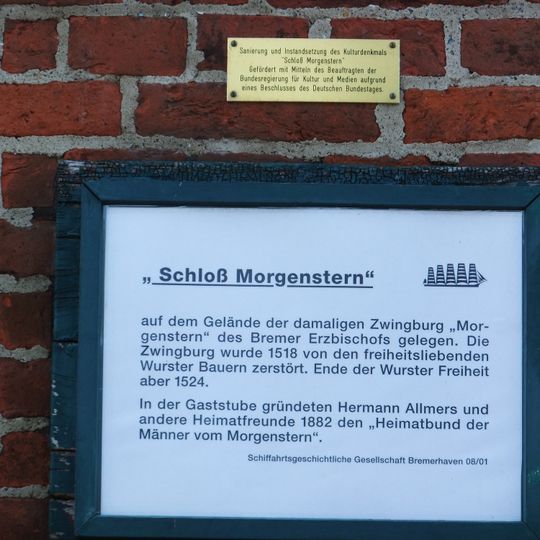 Sanierung und Instandsetzung des Kulturdenkmals
"Schloß Morgenstern"
Gefördert mit Mitteln des Beauftragten der
Bundesregierung für Kultur und Medien aufgrund
eines Beschlusses des Deutschen Bundestages.
„ Schloß Morgenstern“
auf dem Gelände der damaligen Zwingburg „Mor-
genstern“ des Bremer Erzbischofs gelegen. Die
Zwingburg wurde 1518 von den freiheitsliebenden
Wurster Bauern zerstört. Ende der Wurster Freiheit
aber 1524.
In der Gaststube gründeten Hermann Allmers und
andere Heimatfreunde 1882 den „Heimatbund der
Männer vom Morgenstern“.
Schiffahrtsgeschichtliche Gesellschaft Bremerhaven 08/01